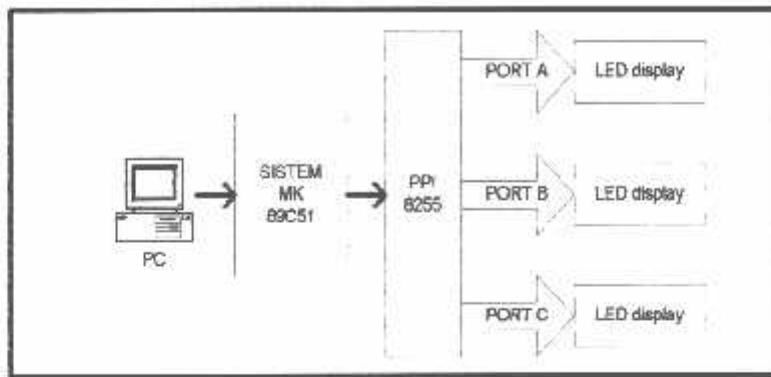 PC
SISTEM
MK
89C51
PPI
8255
PORT A
LED display
PORT B
LED display
PORT C
LED display